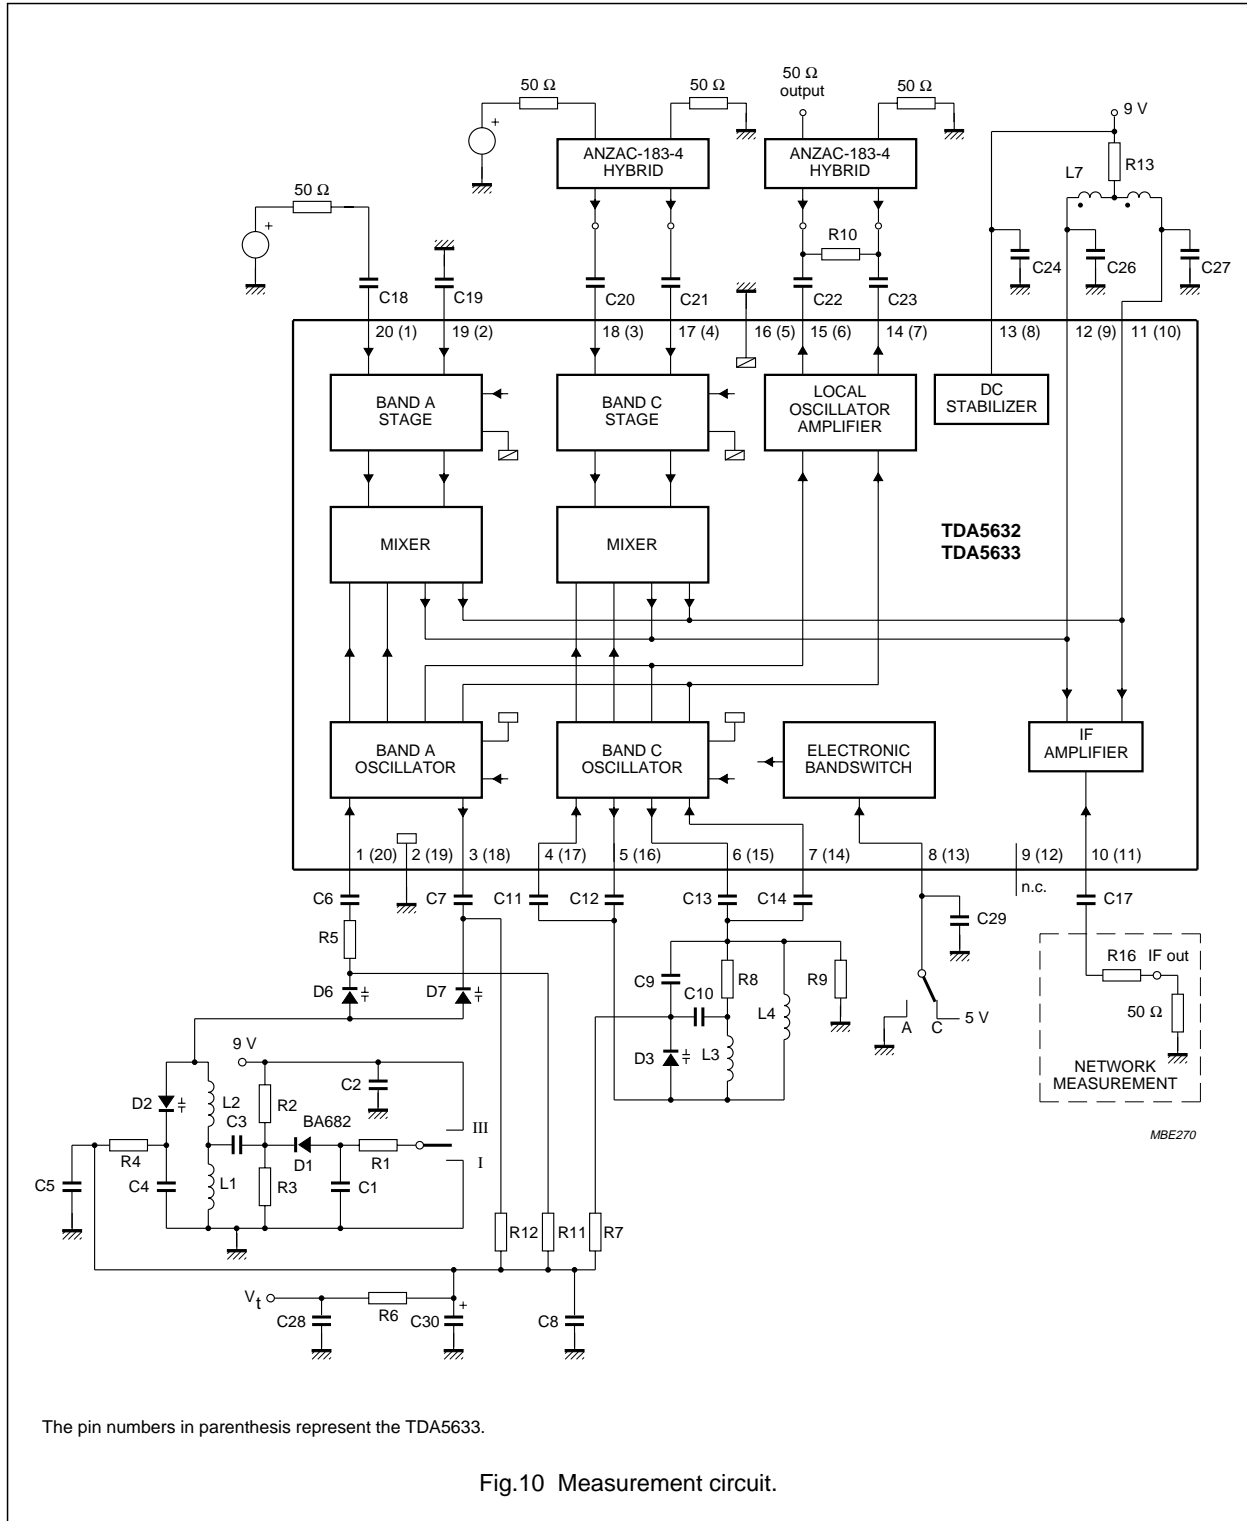 50 Ω
50 Ω
50 Ω output
50 Ω
9 V
ANZAC-183-4 HYBRID
ANZAC-183-4 HYBRID
R13
L7
50 Ω
R10
C24
C26
C27
C18
C19
C20
C21
C22
C23
20 (1)
19 (2)
18 (3)
17 (4)
16 (5)
15 (6)
14 (7)
13 (8)
12 (9)
11 (10)
BAND A STAGE
BAND C STAGE
LOCAL OSCILLATOR AMPLIFIER
DC STABILIZER
MIXER
MIXER
TDA5632
TDA5633
BAND A OSCILLATOR
BAND C OSCILLATOR
ELECTRONIC BANDSWITCH
IF AMPLIFIER
1 (20)
2 (19)
3 (18)
4 (17)
5 (16)
6 (15)
7 (14)
8 (13)
9 (12)
10 (11)
n.c.
C6
C7
C11
C12
C13
C14
C29
C17
R5
D6
D7
C9
C10
R8
L4
R9
D3
L3
A
C
5 V
R16
IF out
50 Ω
NETWORK MEASUREMENT
MBE270
9 V
D2
L2
C3
R2
C2
BA682
III
I
R4
D1
R1
C5
C4
L1
R3
C1
R12
R11
R7
Vt
C28
R6
+
C30
C8
The pin numbers in parenthesis represent the TDA5633.
Fig.10 Measurement circuit.